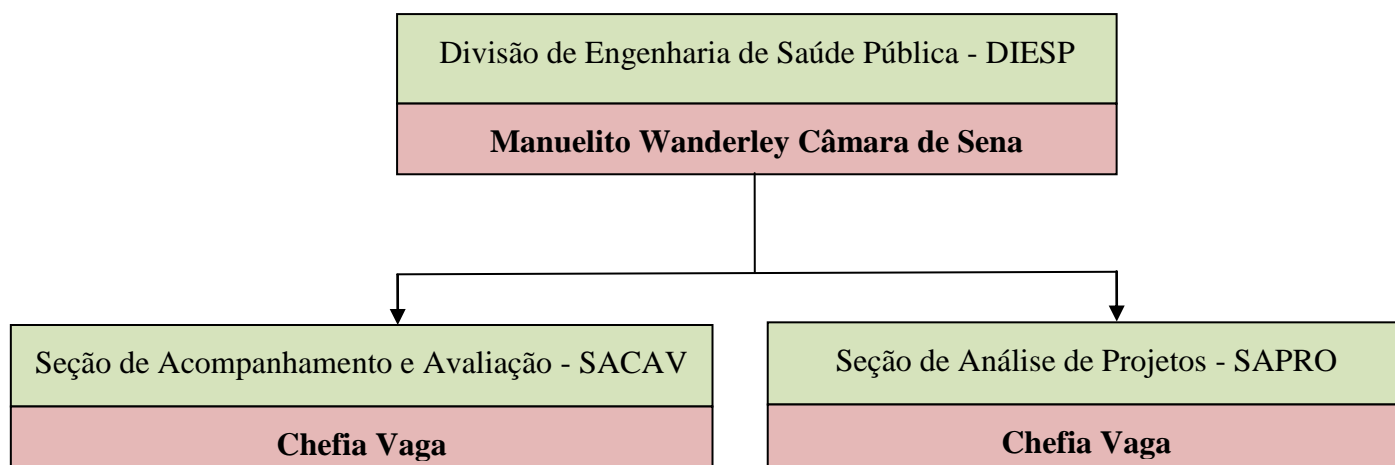 Divisão de Engenharia de Saúde Pública - DIESP
Manuelito Wanderley Câmara de Sena
Seção de Acompanhamento e Avaliação - SACAV
Chefia Vaga
Seção de Análise de Projetos - SAPRO
Chefia Vaga